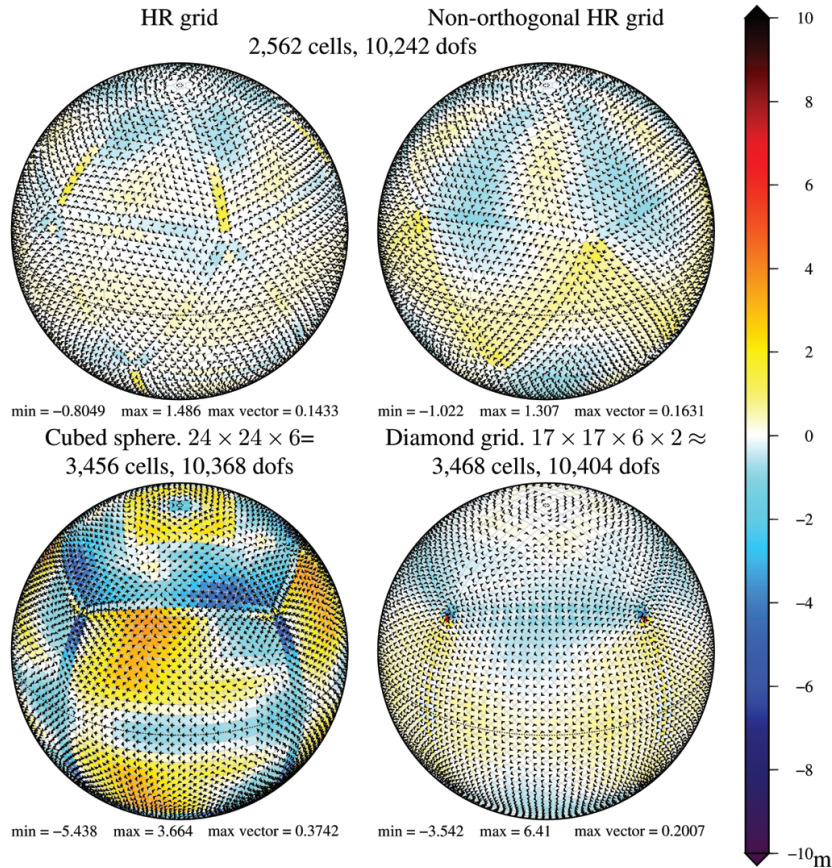 HR grid
Non-orthogonal HR grid
2,562 cells, 10,242 dofs
min = −0.8049 max = 1.486 max vector = 0.1433
min = −1.022 max = 1.307 max vector = 0.1631
Cubed sphere. 24 × 24 × 6=
3,456 cells, 10,368 dofs
Diamond grid. 17 × 17 × 6 × 2 ≈
3,468 cells, 10,404 dofs
min = −5.438 max = 3.664 max vector = 0.3742
min = −3.542 max = 6.41 max vector = 0.2007
10
8
6
4
2
0
−2
−4
−6
−8
−10
m